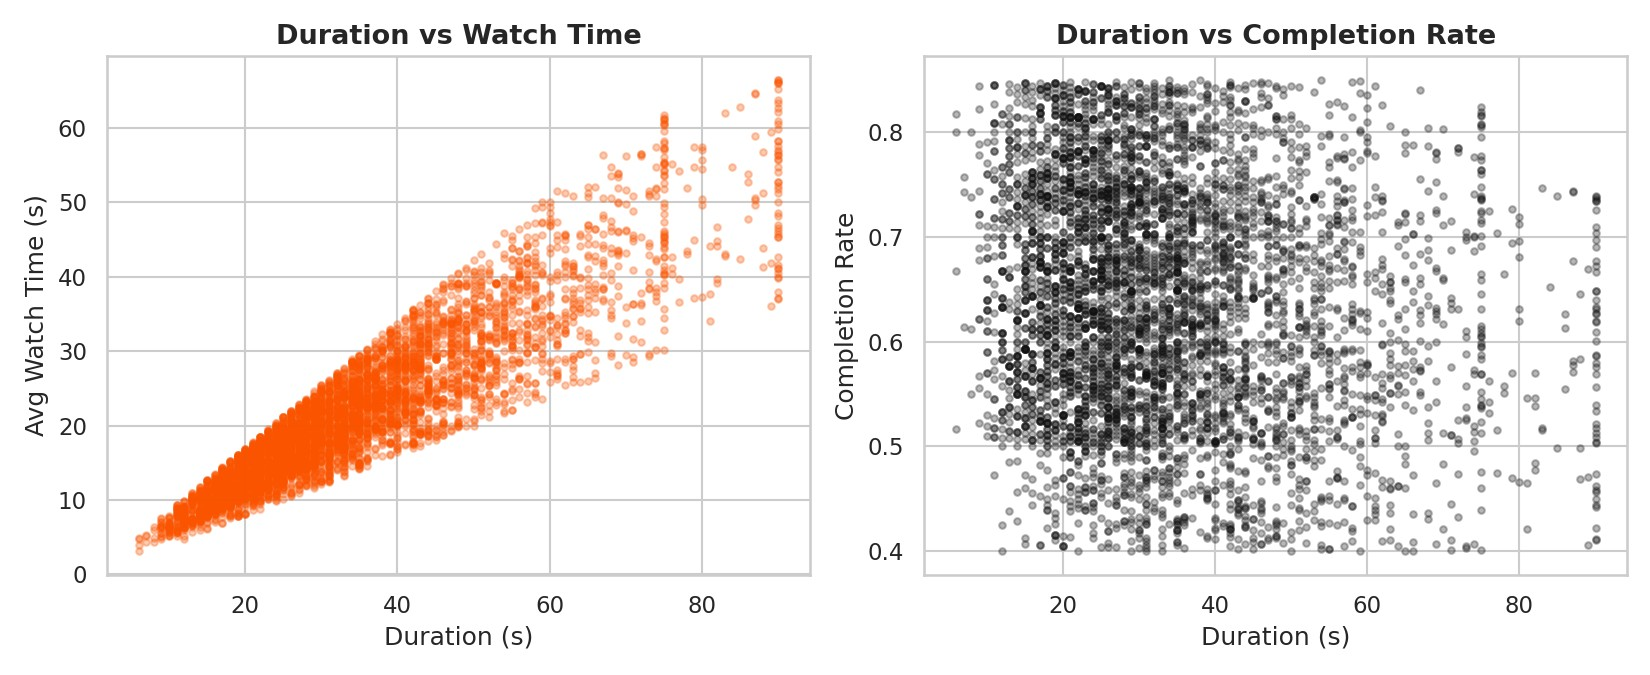 Duration vs Watch Time
Avg Watch Time (s)
60
50
40
30
20
10
0
20 40 60 80
Duration (s)
Duration vs Completion Rate
Completion Rate
0.8
0.7
0.6
0.5
0.4
20 40 60 80
Duration (s)